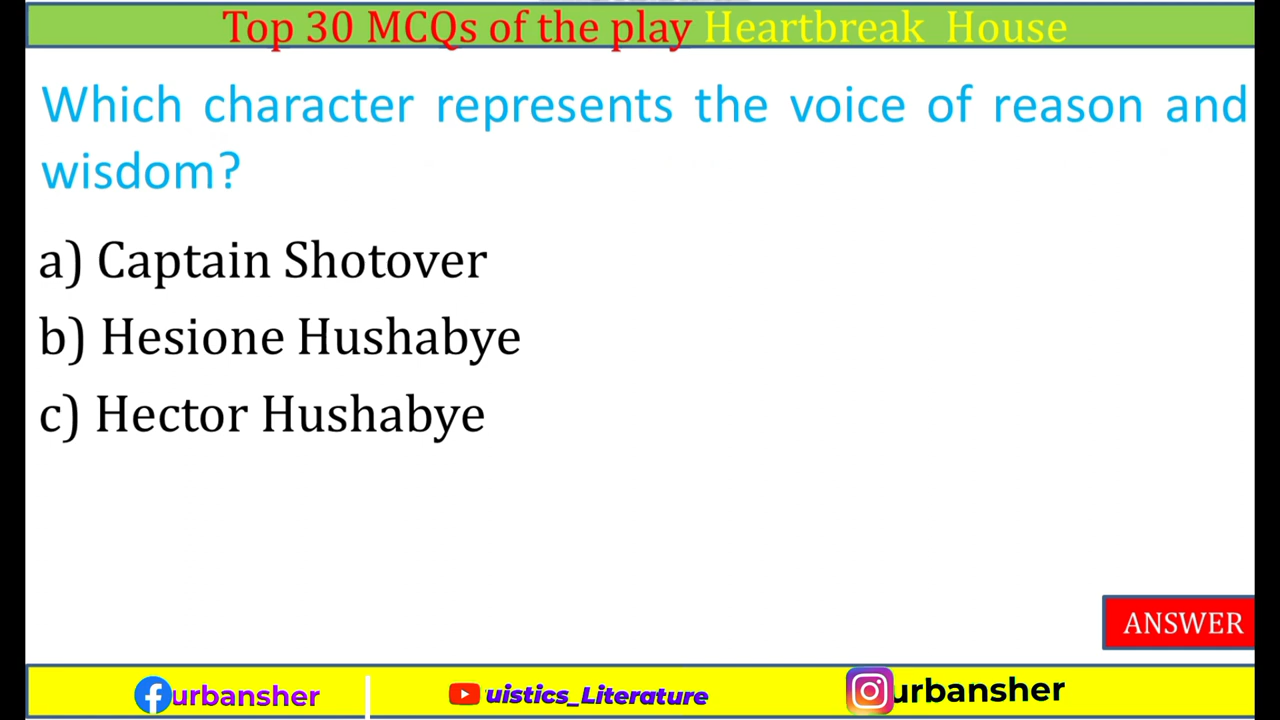 Top 30 MCQs of the play Heartbreak House
Which character represents the voice of reason and
wisdom?
a) Captain Shotover
b) Hesione Hushabye
c) Hector Hushabye
ANSWER
urbansher uistics_Literature urbansher